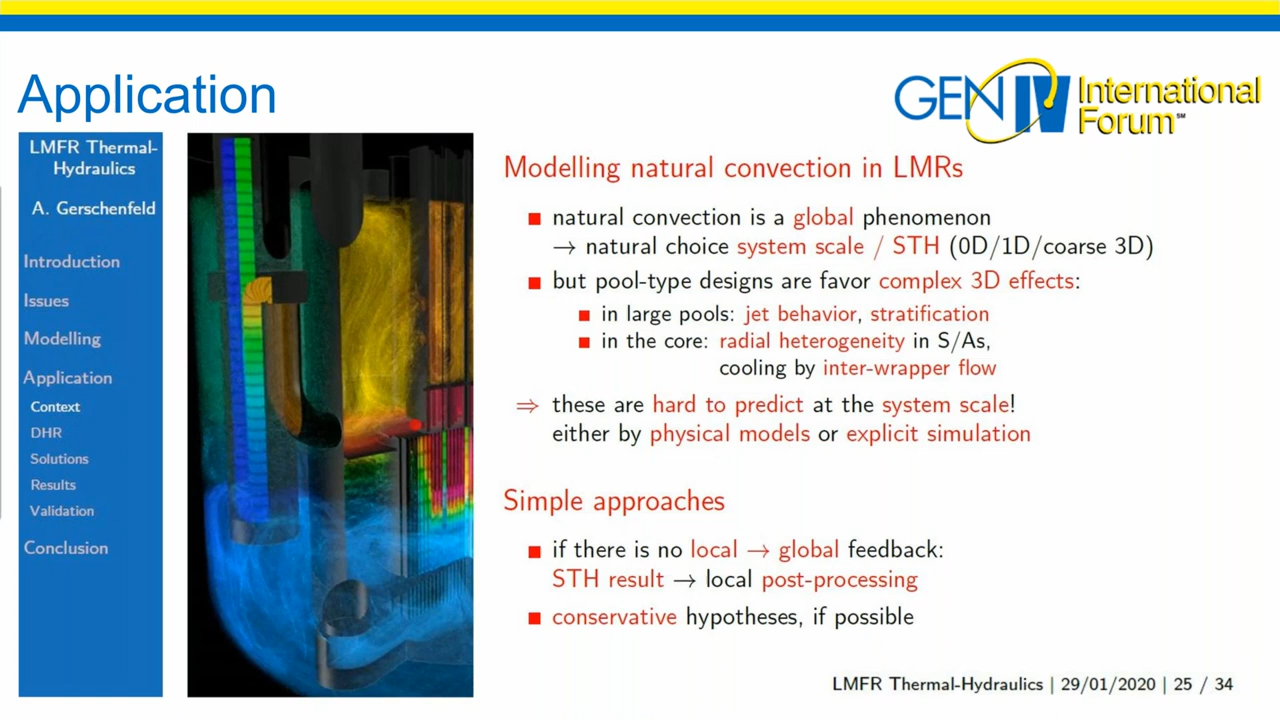 Application
GEN IV International
Forum℠
LMFR Thermal-
Hydraulics
A. Gerschenfeld
Introduction
Issues
Modelling
Application
Context
DHR
Solutions
Results
Validation
Conclusion
Modelling natural convection in LMRs
natural convection is a global phenomenon
→ natural choice system scale / STH (0D/1D/coarse 3D)
but pool-type designs are favor complex 3D effects:
in large pools: jet behavior, stratification
in the core: radial heterogeneity in S/As,
cooling by inter-wrapper flow
⇒ these are hard to predict at the system scale!
either by physical models or explicit simulation
Simple approaches
if there is no local → global feedback:
STH result → local post-processing
conservative hypotheses, if possible
LMFR Thermal-Hydraulics | 29/01/2020 | 25 / 34